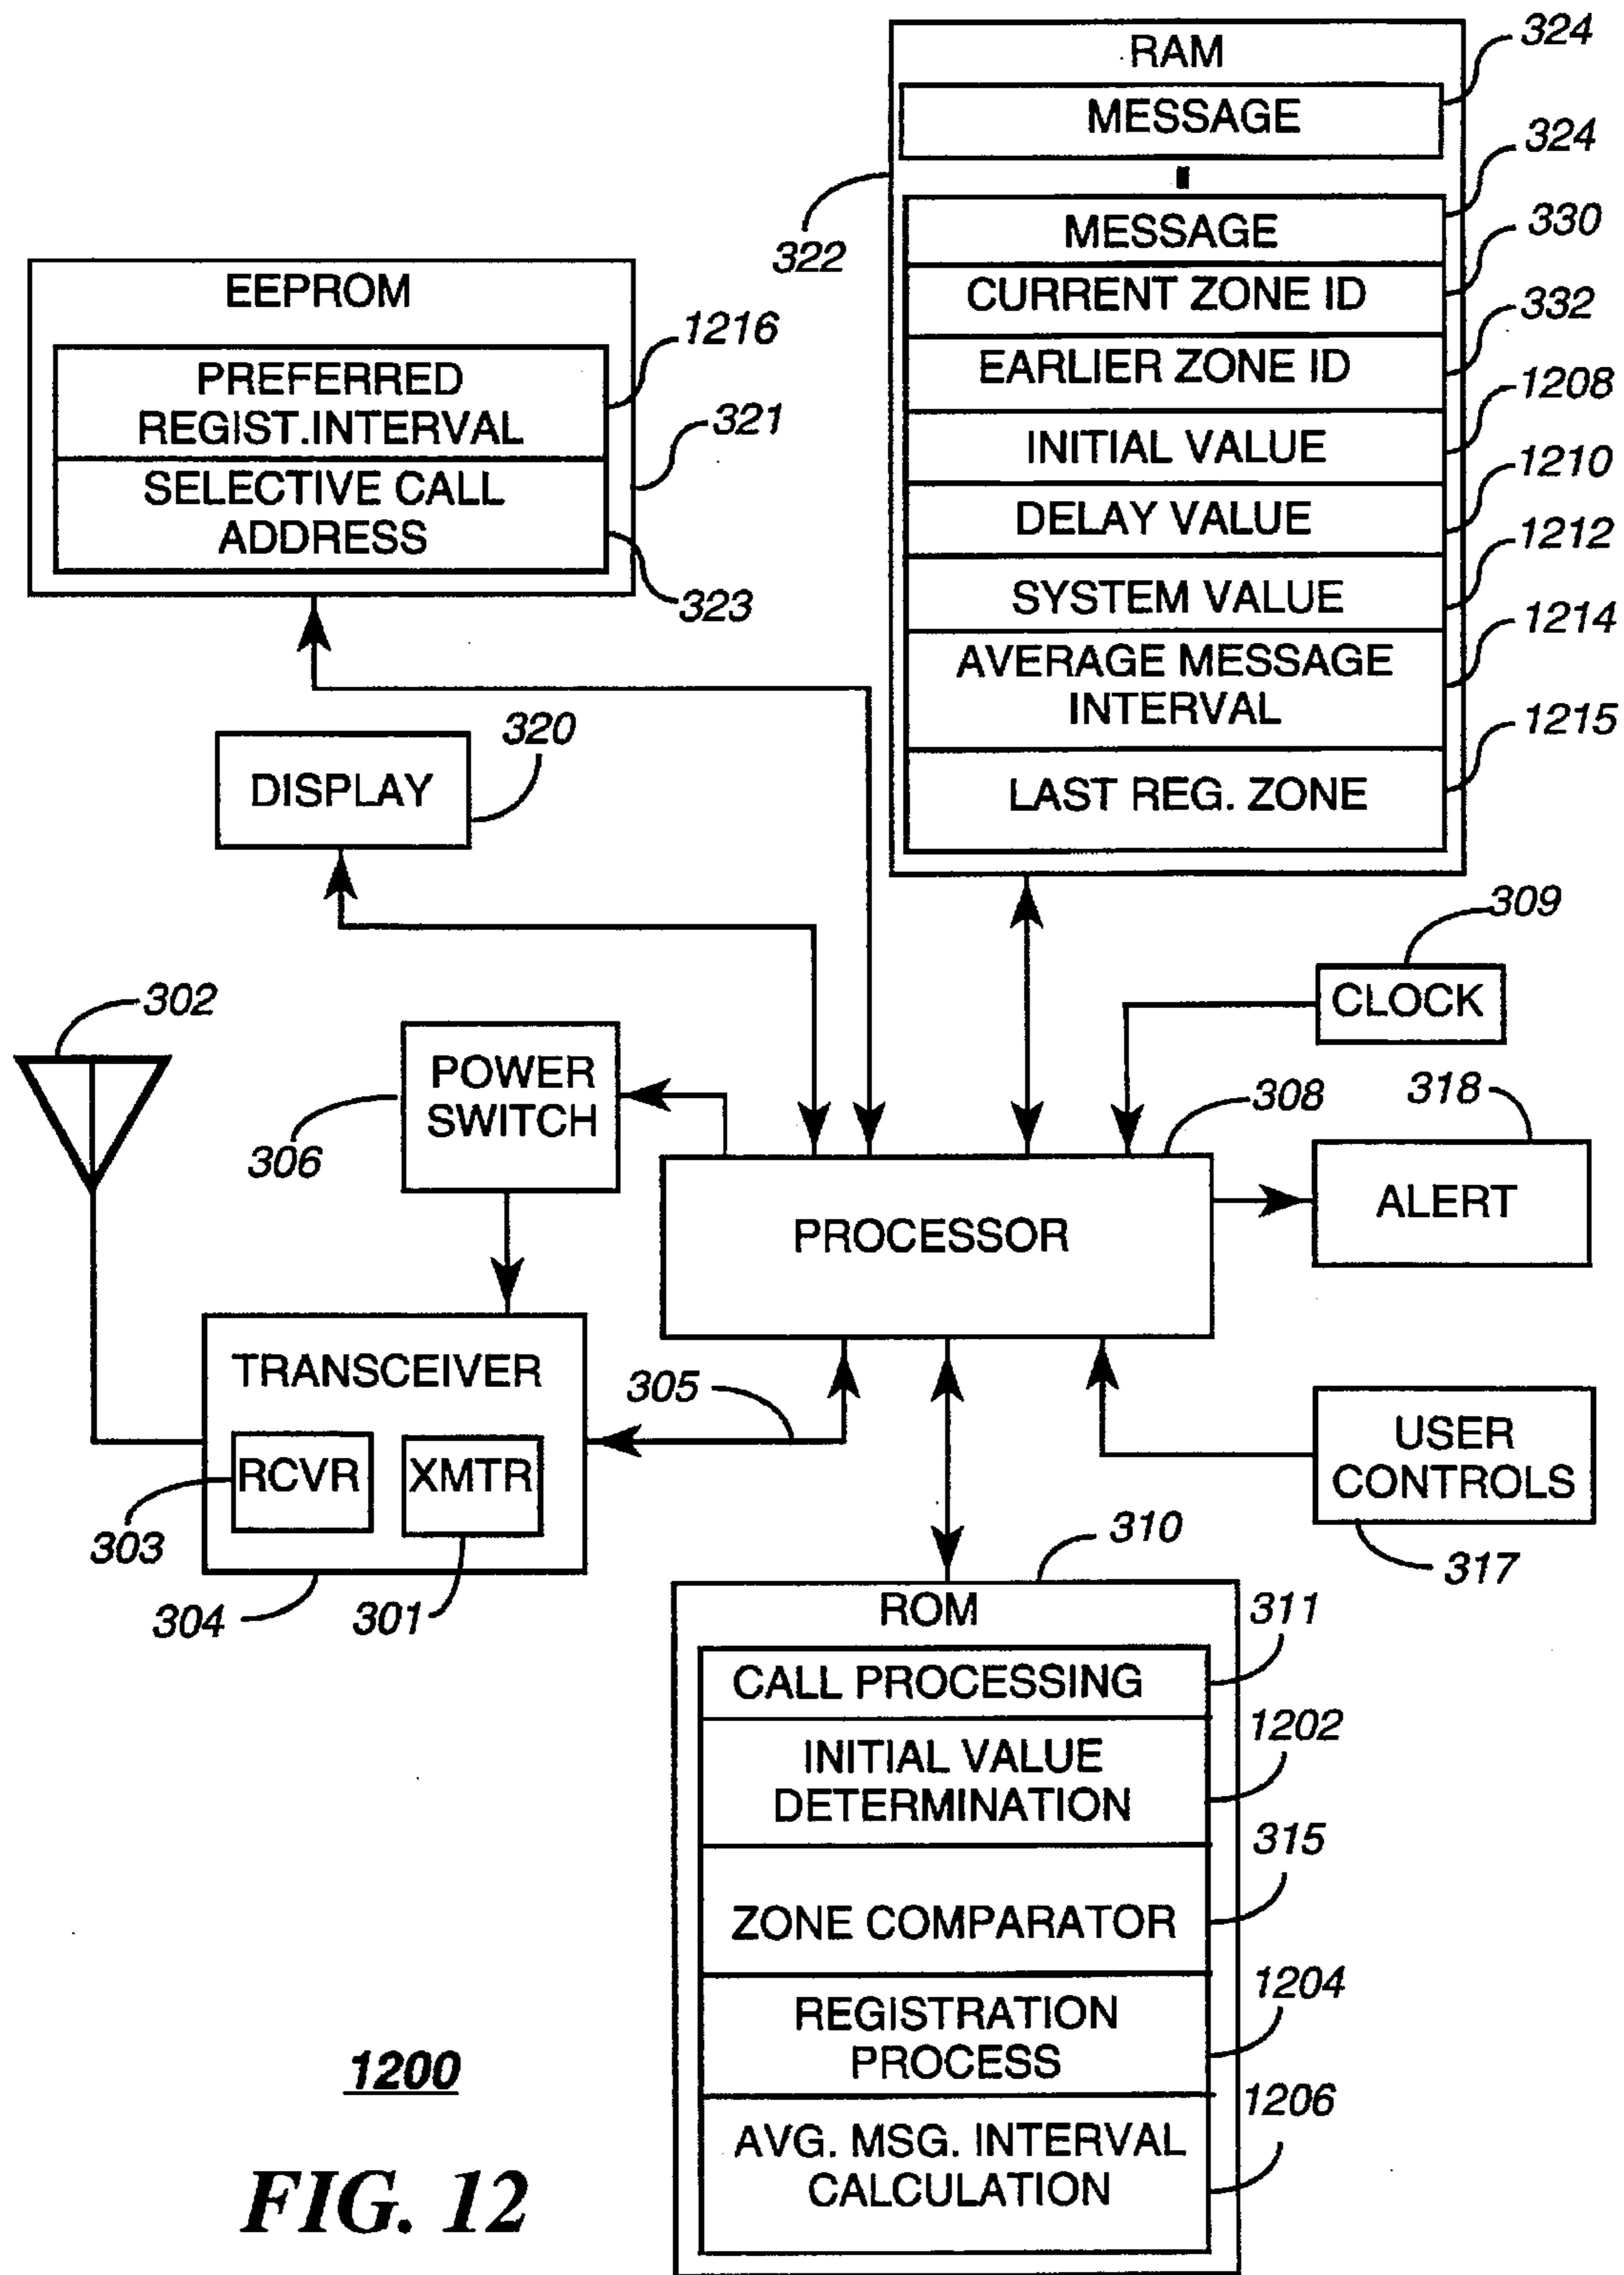 RAM
324
MESSAGE
324
MESSAGE
330
322
CURRENT ZONE ID
332
EARLIER ZONE ID
1208
INITIAL VALUE
1210
DELAY VALUE
1212
SYSTEM VALUE
1214
AVERAGE MESSAGE
INTERVAL
1215
LAST REG. ZONE
EEPROM
1216
PREFERRED
REGIST.INTERVAL
321
SELECTIVE CALL
ADDRESS
323
320
DISPLAY
309
CLOCK
302
POWER
SWITCH
306
308
318
ALERT
PROCESSOR
TRANSCEIVER
305
RCVR
XMTR
303
304
301
USER
CONTROLS
317
310
ROM
311
CALL PROCESSING
1202
INITIAL VALUE
DETERMINATION
315
ZONE COMPARATOR
1204
REGISTRATION
PROCESS
1206
AVG. MSG. INTERVAL
CALCULATION
1200
FIG. 12